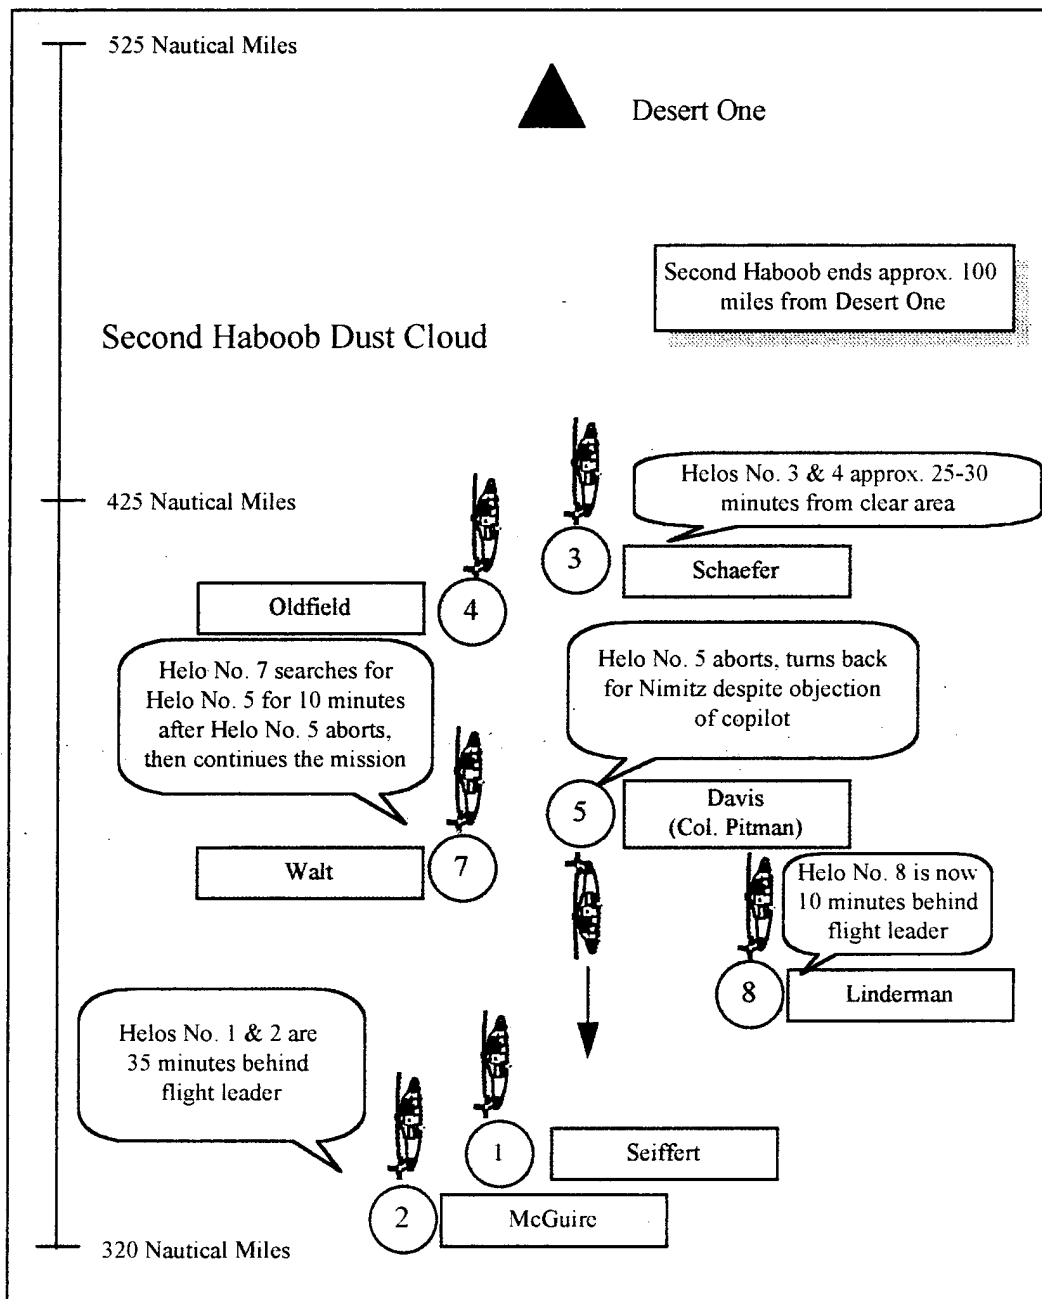 525 Nautical Miles
Desert One
Second Haboob ends approx. 100
miles from Desert One
Second Haboob Dust Cloud
425 Nautical Miles
Helos No. 3 & 4 approx. 25-30
minutes from clear area
3
Schaefer
Oldfield
4
Helo No. 7 searches for
Helo No. 5 for 10 minutes
after Helo No. 5 aborts,
then continues the mission
Helo No. 5 aborts, turns back
for Nimitz despite objection
of copilot
5
Davis
(Col. Pitman)
Walt
7
Helo No. 8 is now
10 minutes behind
flight leader
8
Linderman
Helos No. 1 & 2 are
35 minutes behind
flight leader
1
Seiffert
2
McGuire
320 Nautical Miles